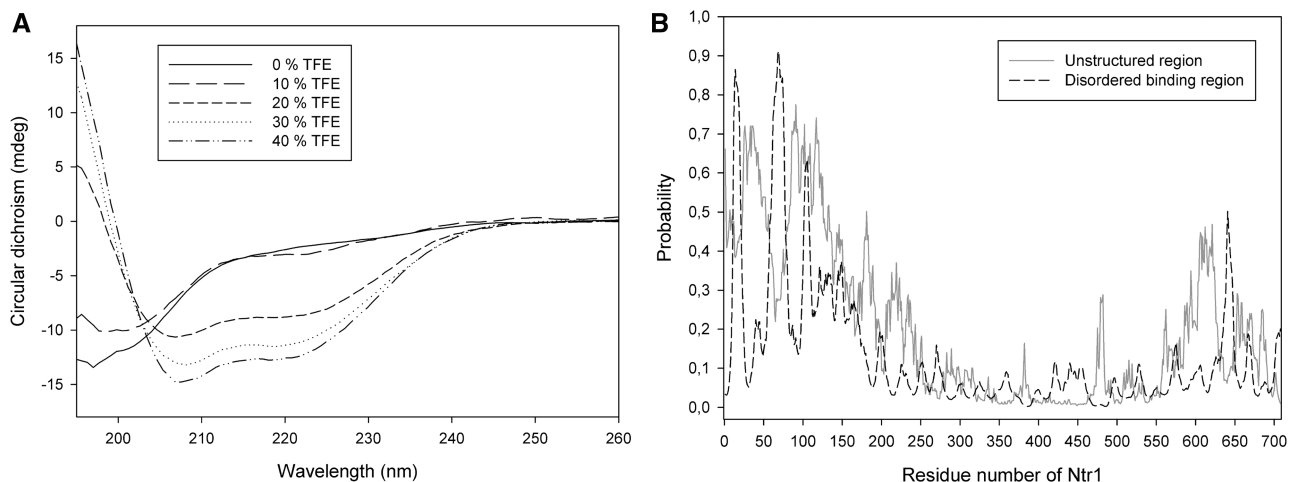 A
Circular dichroism (mdeg)
15
10
5
0
-5
-10
-15
200 210 220 230 240 250 260
Wavelength (nm)
0 % TFE
10 % TFE
20 % TFE
30 % TFE
40 % TFE
B
Probability
1,0
0,9
0,8
0,7
0,6
0,5
0,4
0,3
0,2
0,1
0,0
0 50 100 150 200 250 300 350 400 450 500 550 600 650 700
Residue number of Ntr1
Unstructured region
Disordered binding region